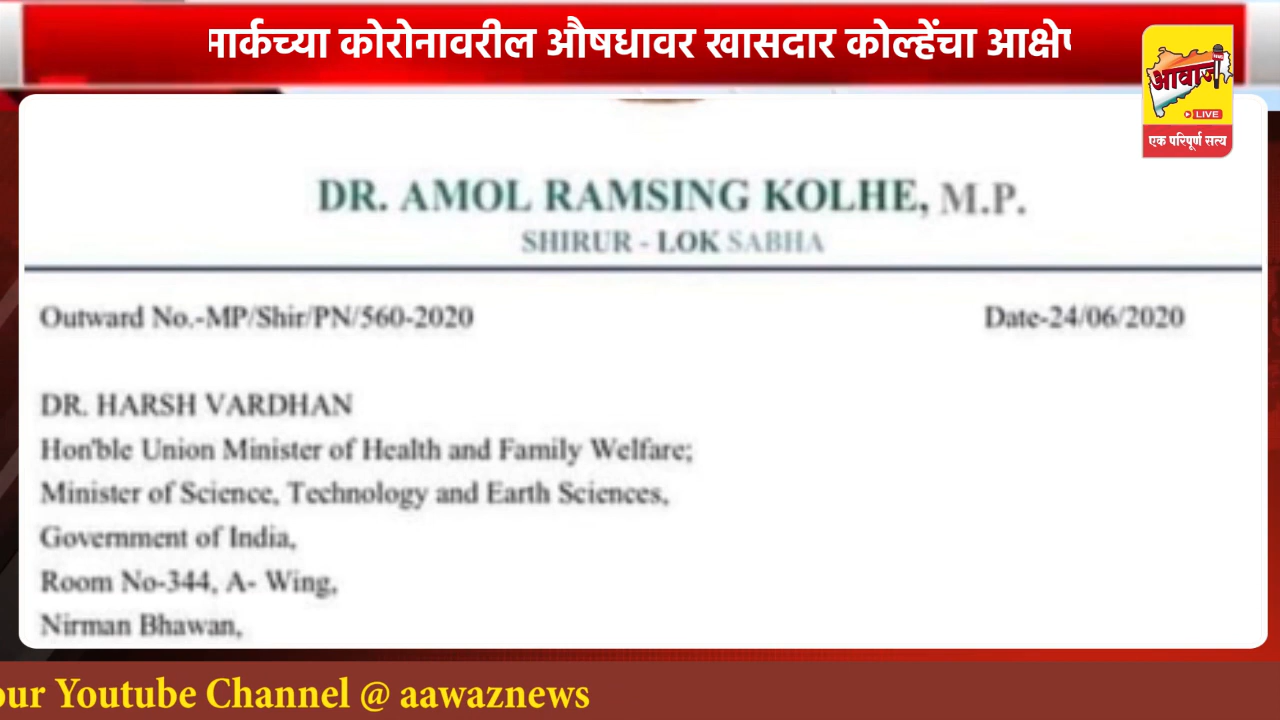 मार्कच्या कोरोनावरील औषधावर खासदार कोल्हेंचा आक्षेप
आवाज
LIVE
एक परिपूर्ण सत्य
DR. AMOL RAMSING KOLHE, M.P.
SHIRUR - LOK SABHA
Outward No.-MP/Shir/PN/560-2020
Date-24/06/2020
DR. HARSH VARDHAN
Hon'ble Union Minister of Health and Family Welfare;
Minister of Science, Technology and Earth Sciences,
Government of India,
Room No-344, A- Wing,
Nirman Bhawan,
our Youtube Channel @ aawaznews